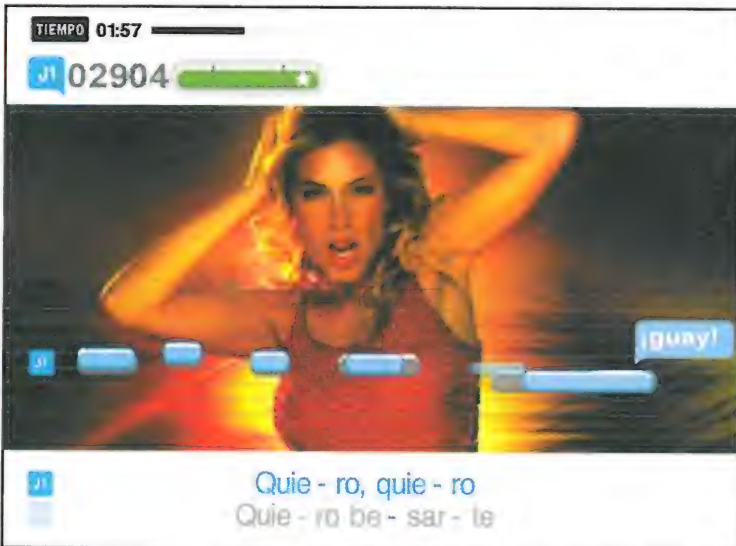 TIEMPO 01:57
J1 02904
¡guay!
J1
J1 Quie - ro, quie - ro
Quie - ro be - sar - te